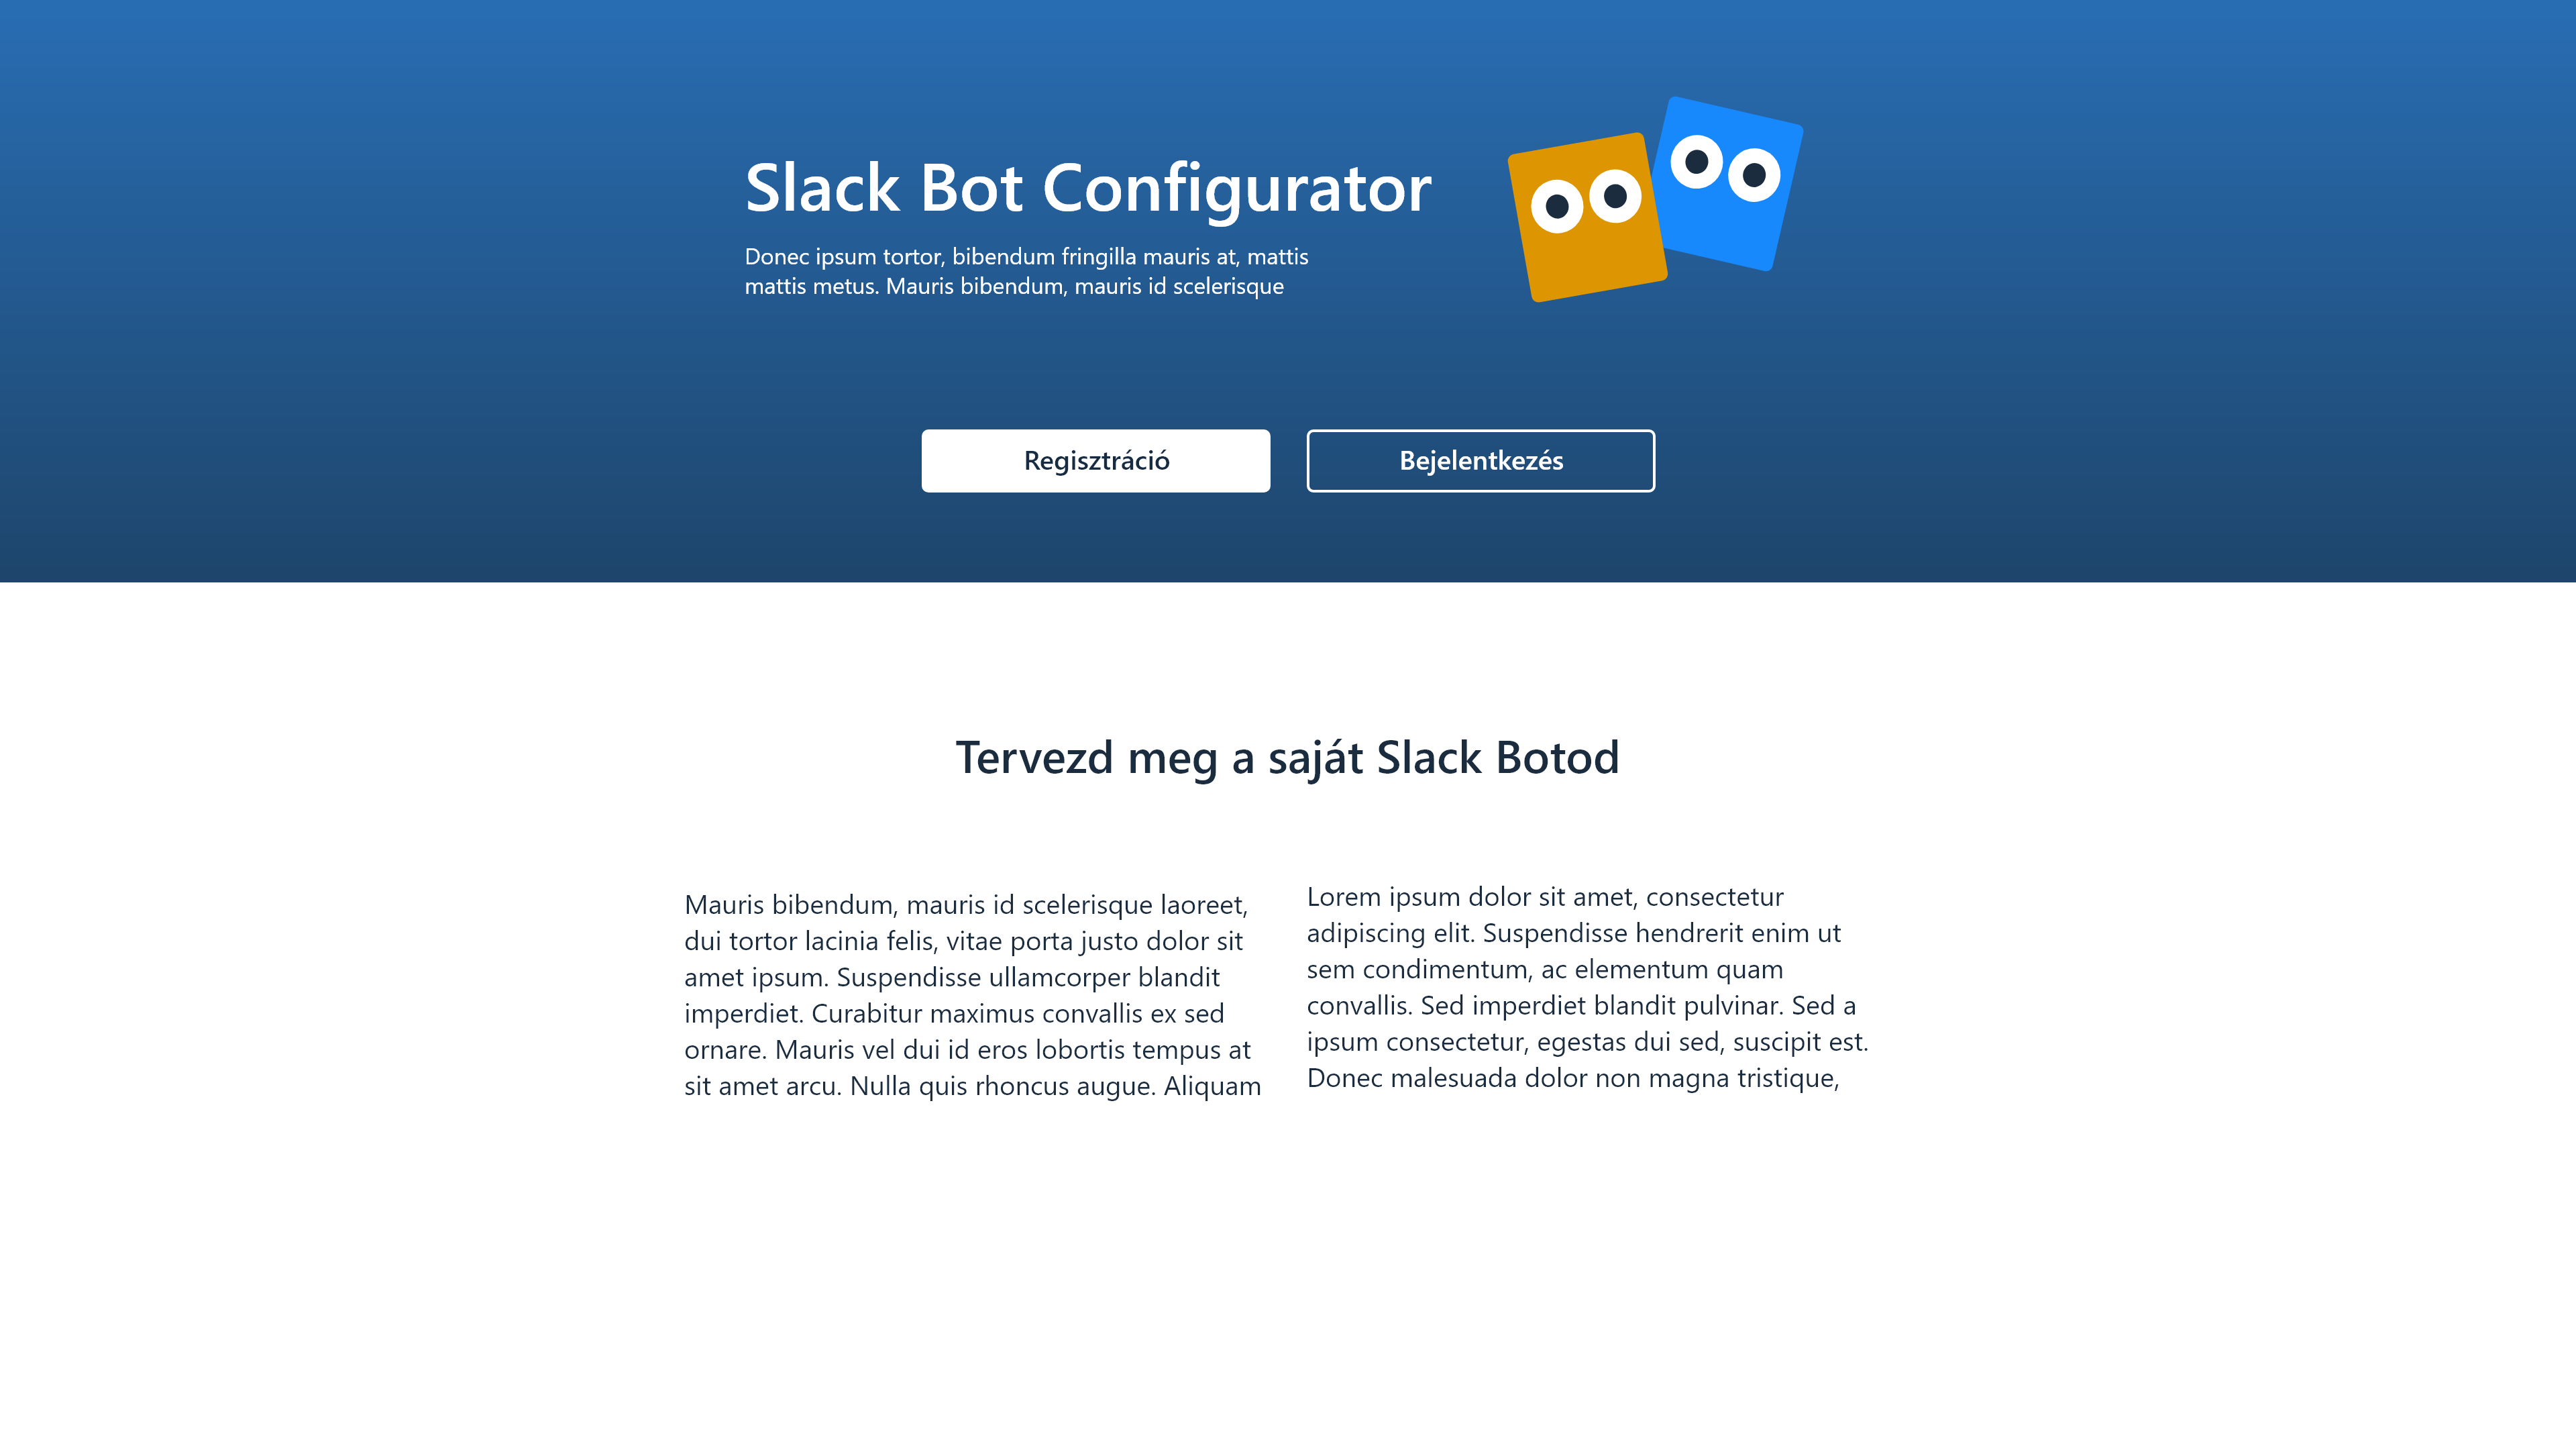 Slack Bot Configurator
Donec ipsum tortor, bibendum fringilla mauris at, mattis
mattis metus. Mauris bibendum, mauris id scelerisque
Regisztráció
Bejelentkezés
Tervezd meg a saját Slack Botod
Mauris bibendum, mauris id scelerisque laoreet,
dui tortor lacinia felis, vitae porta justo dolor sit
amet ipsum. Suspendisse ullamcorper blandit
imperdiet. Curabitur maximus convallis ex sed
ornare. Mauris vel dui id eros lobortis tempus at
sit amet arcu. Nulla quis rhoncus augue. Aliquam
Lorem ipsum dolor sit amet, consectetur
adipiscing elit. Suspendisse hendrerit enim ut
sem condimentum, ac elementum quam
convallis. Sed imperdiet blandit pulvinar. Sed a
ipsum consectetur, egestas dui sed, suscipit est.
Donec malesuada dolor non magna tristique,